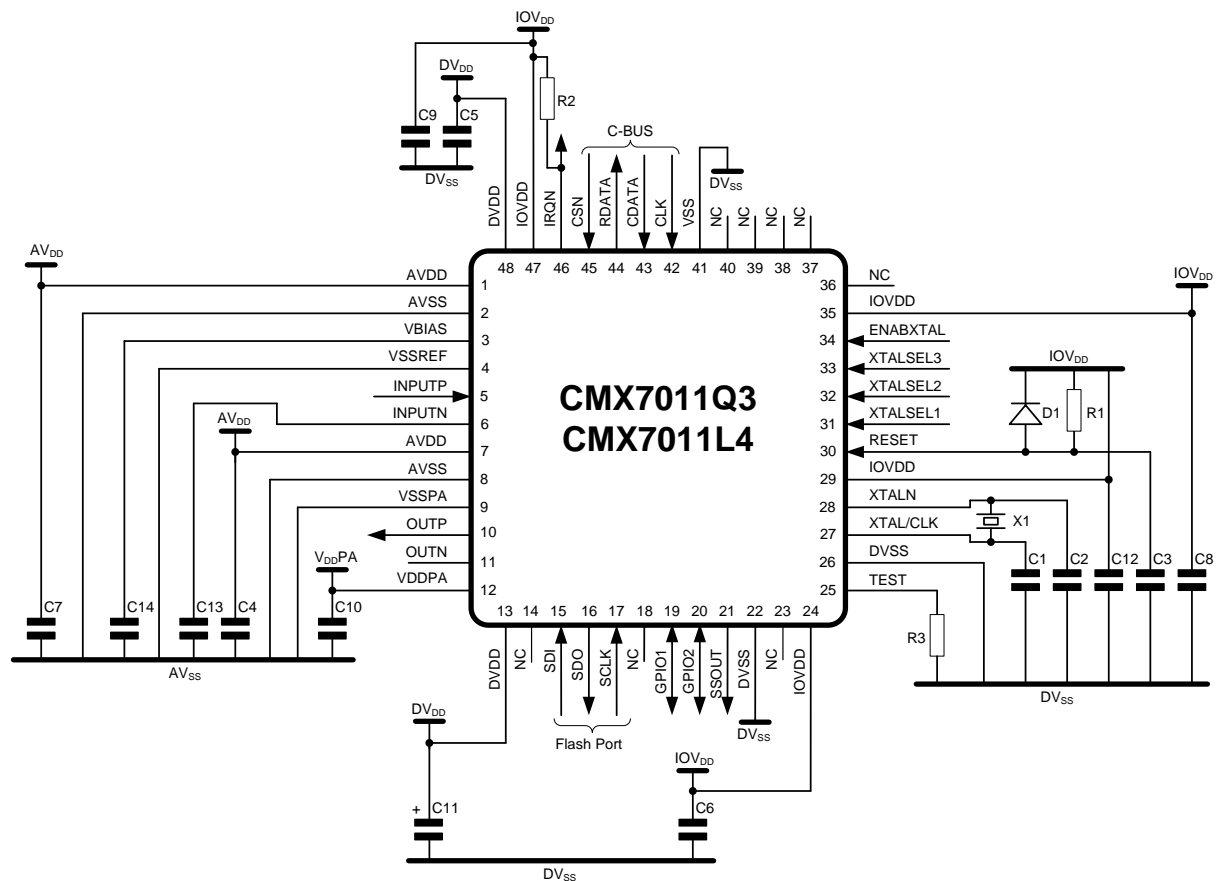 IOVDD
DVDD
R2
C9
C5
C-BUS
DVSS
DVSS
DVDD
IOVDD
IRQN
CSN
RDATA
CDATA
CLK
VSS
NC
NC
NC
NC
48
47
46
45
44
43
42
41
40
39
38
37
AVDD
AVDD
1
AVSS
2
VBIAS
3
VSSREF
4
INPUTP
5
INPUTN
6
AVDD
AVDD
7
AVSS
8
VSSPA
9
OUTP
10
OUTN
11
VDDPA
VDDPA
12
CMX7011Q3
CMX7011L4
36
NC
35
IOVDD
IOVDD
34
ENABXTAL
33
XTALSEL3
32
XTALSEL2
31
XTALSEL1
30
RESET
29
IOVDD
28
XTALN
27
XTAL/CLK
26
DVSS
25
TEST
IOVDD
D1
R1
X1
C1
C2
C12
C3
C8
R3
DVSS
C7
C14
C13
C4
C10
AVSS
13
14
15
16
17
18
19
20
21
22
23
24
DVDD
NC
SDI
SDO
SCLK
NC
GPIO1
GPIO2
SSOUT
DVSS
NC
IOVDD
Flash Port
DVSS
DVDD
IOVDD
+
C11
C6
DVSS